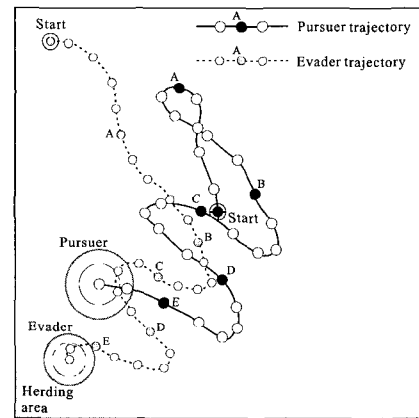 A
Pursuer trajectory
A
Evader trajectory
Start
A
A
B
C
Start
B
Pursuer
C
D
E
D
Evader
E
Herding
area